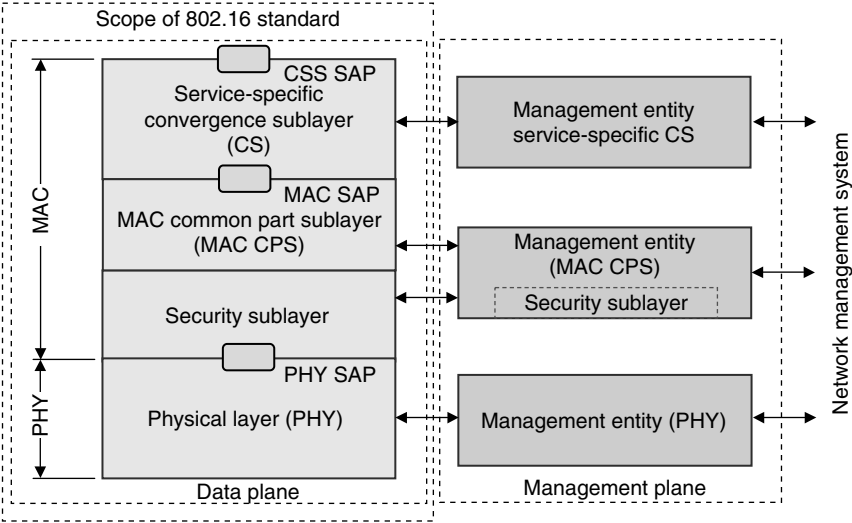 Scope of 802.16 standard
CSS SAP
Service-specific
convergence sublayer
(CS)
MAC SAP
MAC common part sublayer
(MAC CPS)
Security sublayer
PHY SAP
Physical layer (PHY)
Data plane
MAC
PHY
Management entity
service-specific CS
Management entity
(MAC CPS)
Security sublayer
Management entity (PHY)
Management plane
Network management system